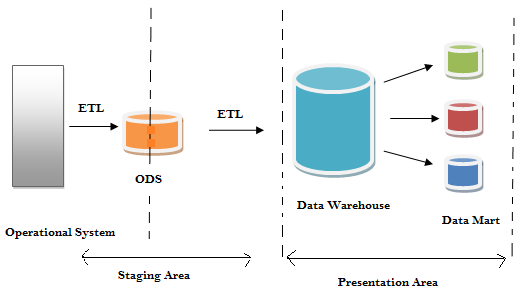 ETL
ETL
ODS
Data Warehouse
Data Mart
Operational System
Staging Area
Presentation Area